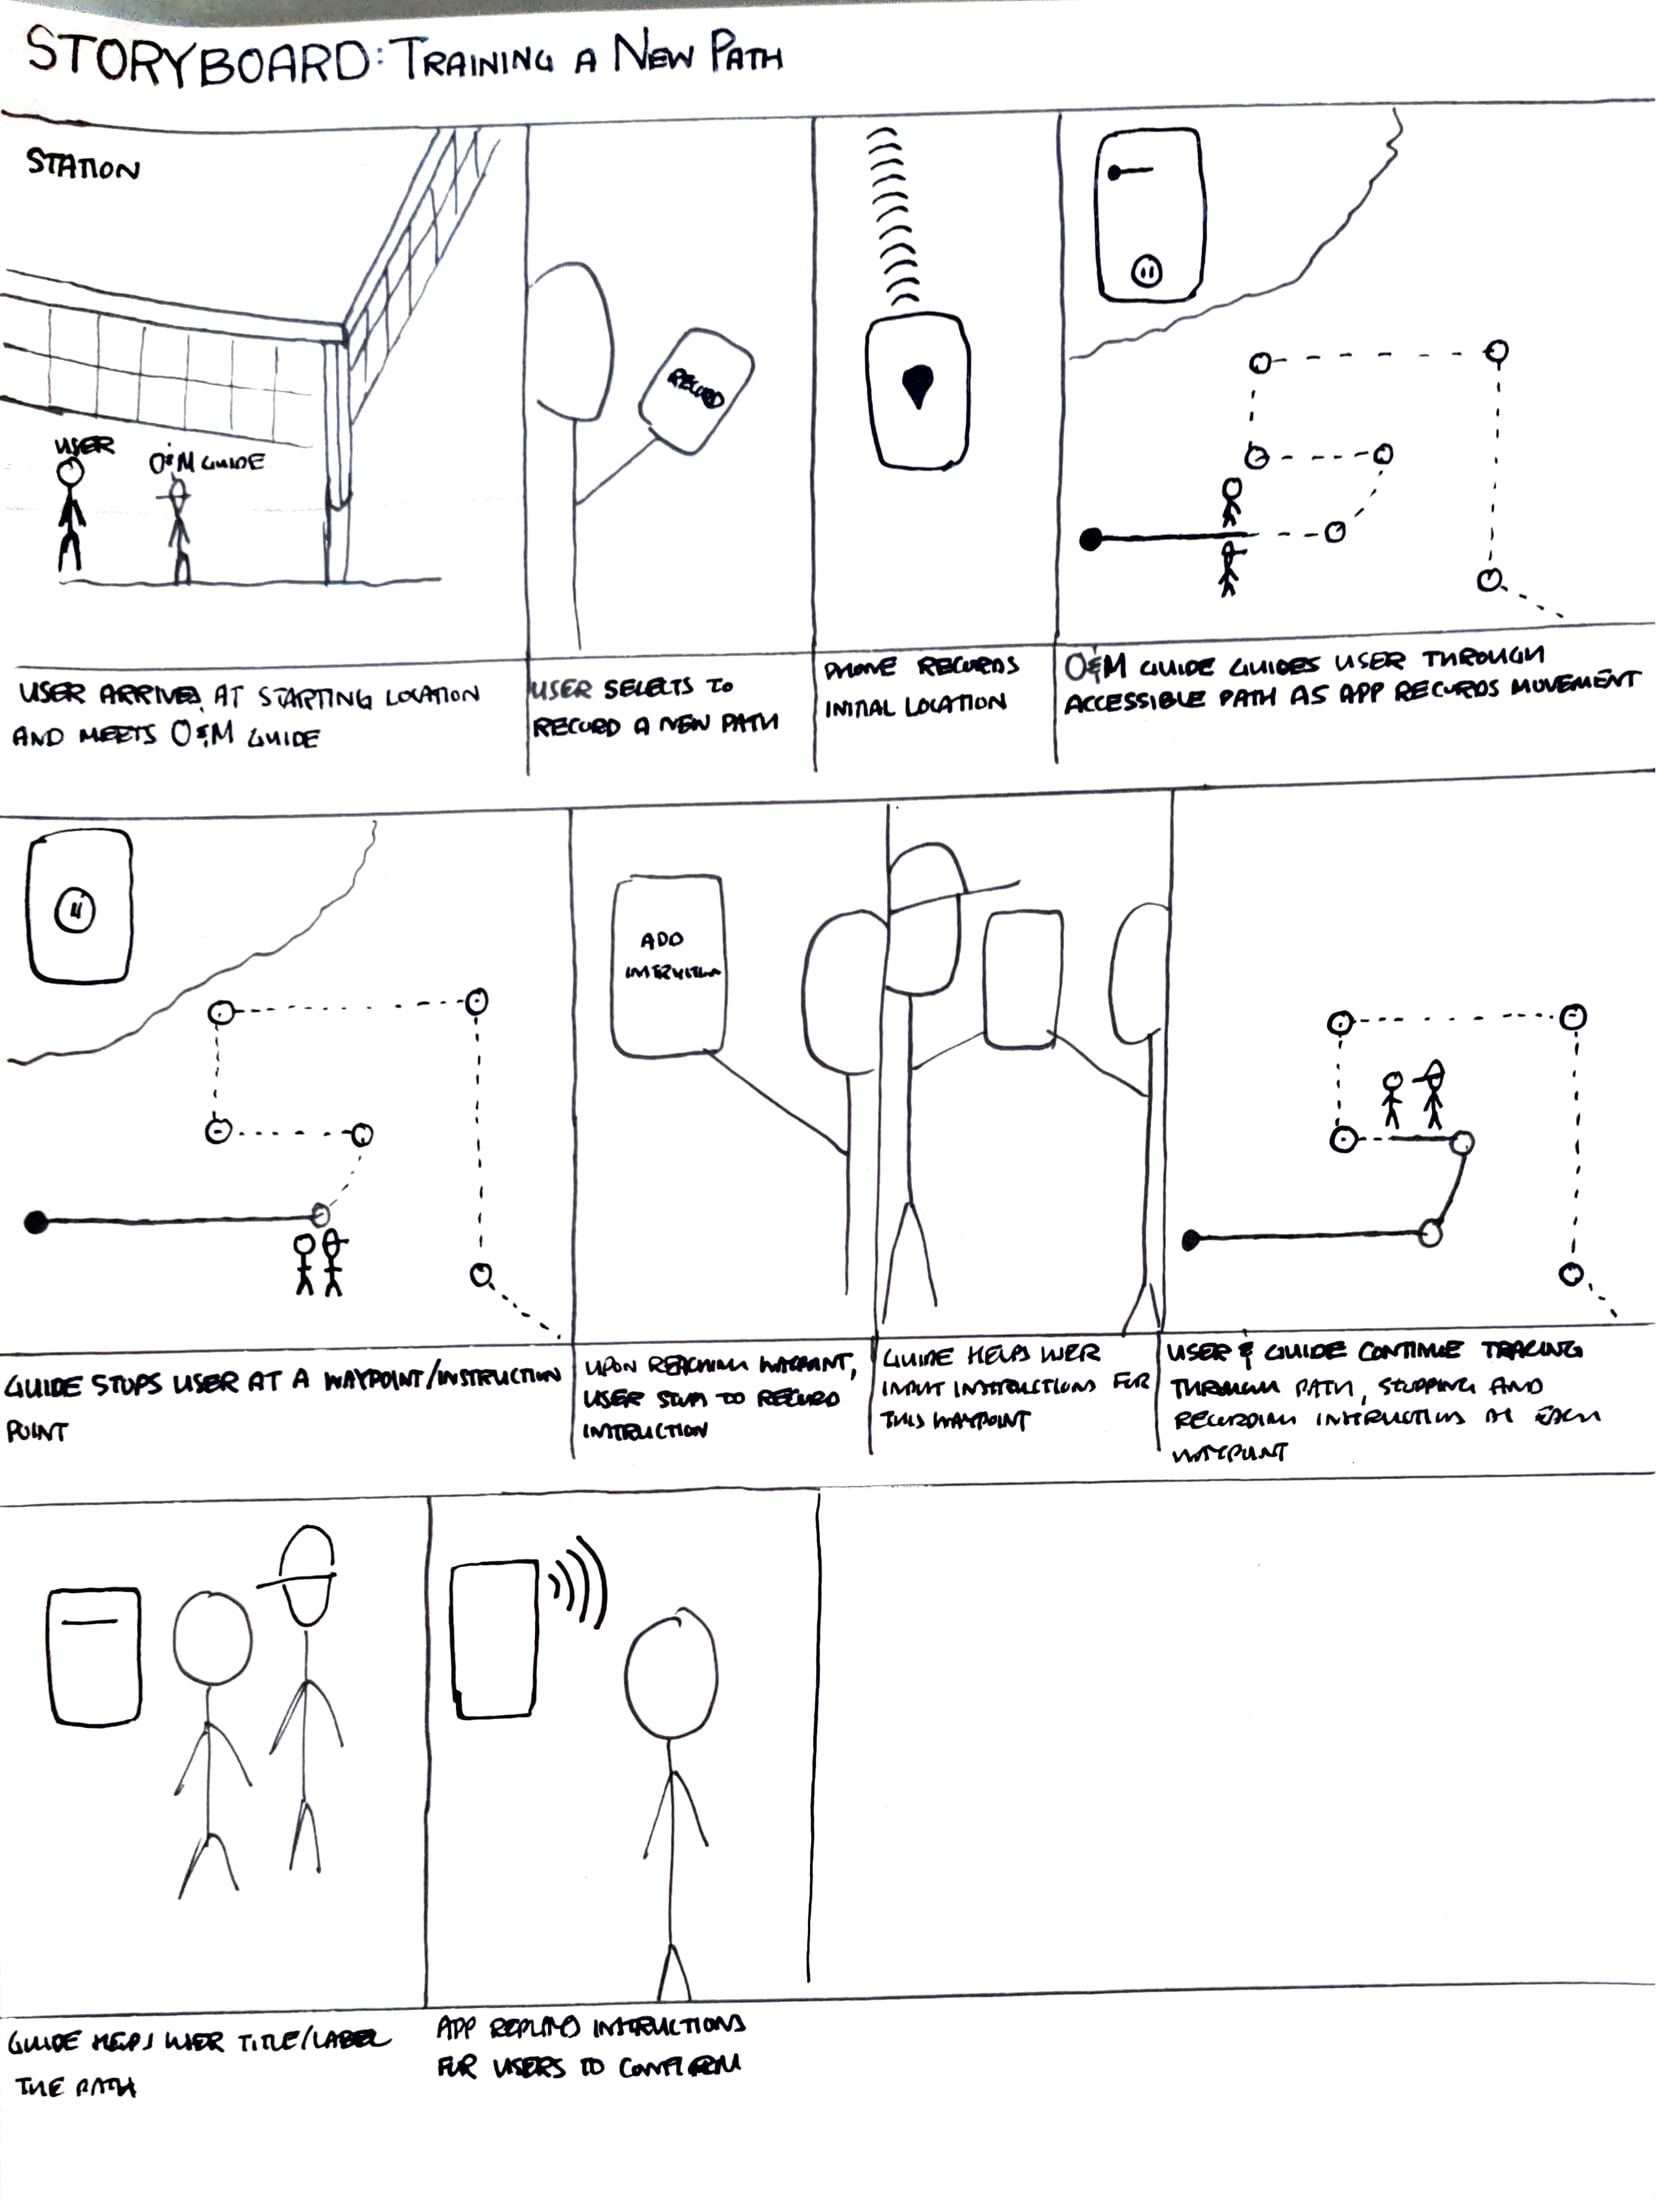 STORYBOARD: TRAINING A NEW PATH
STATION
USER
O&M GUIDE
RECORD
USER ARRIVES AT STARTING LOCATION
AND MEETS O&M GUIDE
USER SELECTS TO
RECORD A NEW PATH
PHONE RECORDS
INITIAL LOCATION
O&M GUIDE GUIDES USER THROUGH
ACCESSIBLE PATH AS APP RECORDS MOVEMENT
ADD
INSTRUCTION
GUIDE STOPS USER AT A WAYPOINT/INSTRUCTION
POINT
UPON REACHING WAYPOINT,
USER STOPS TO RECORD
INSTRUCTION
GUIDE HELPS USER
INPUT INSTRUCTIONS FOR
THIS WAYPOINT
USER & GUIDE CONTINUE TRACING
THROUGH PATH, STOPPING AND
RECORDING INSTRUCTIONS AT EACH
WAYPOINT
GUIDE HELPS USER TITLE/LABEL
THE PATH
APP REPLAYS INSTRUCTIONS
FOR USERS TO CONFIRM